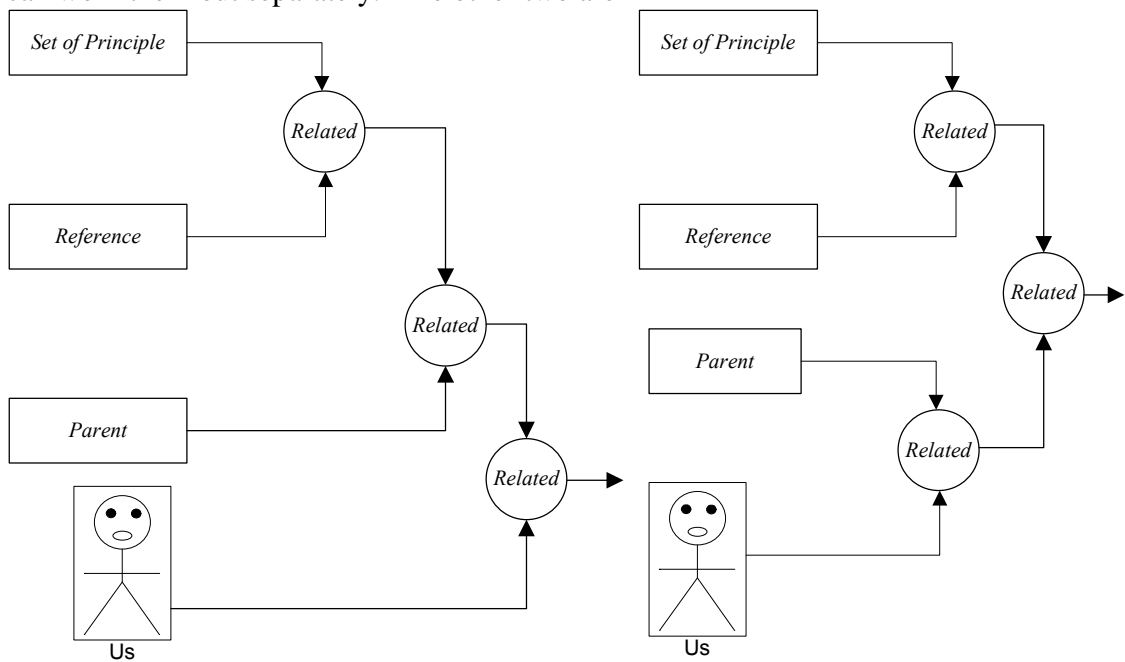 Set of Principle
Related
Reference
Related
Parent
Related
Us
Set of Principle
Related
Reference
Related
Parent
Related
Us